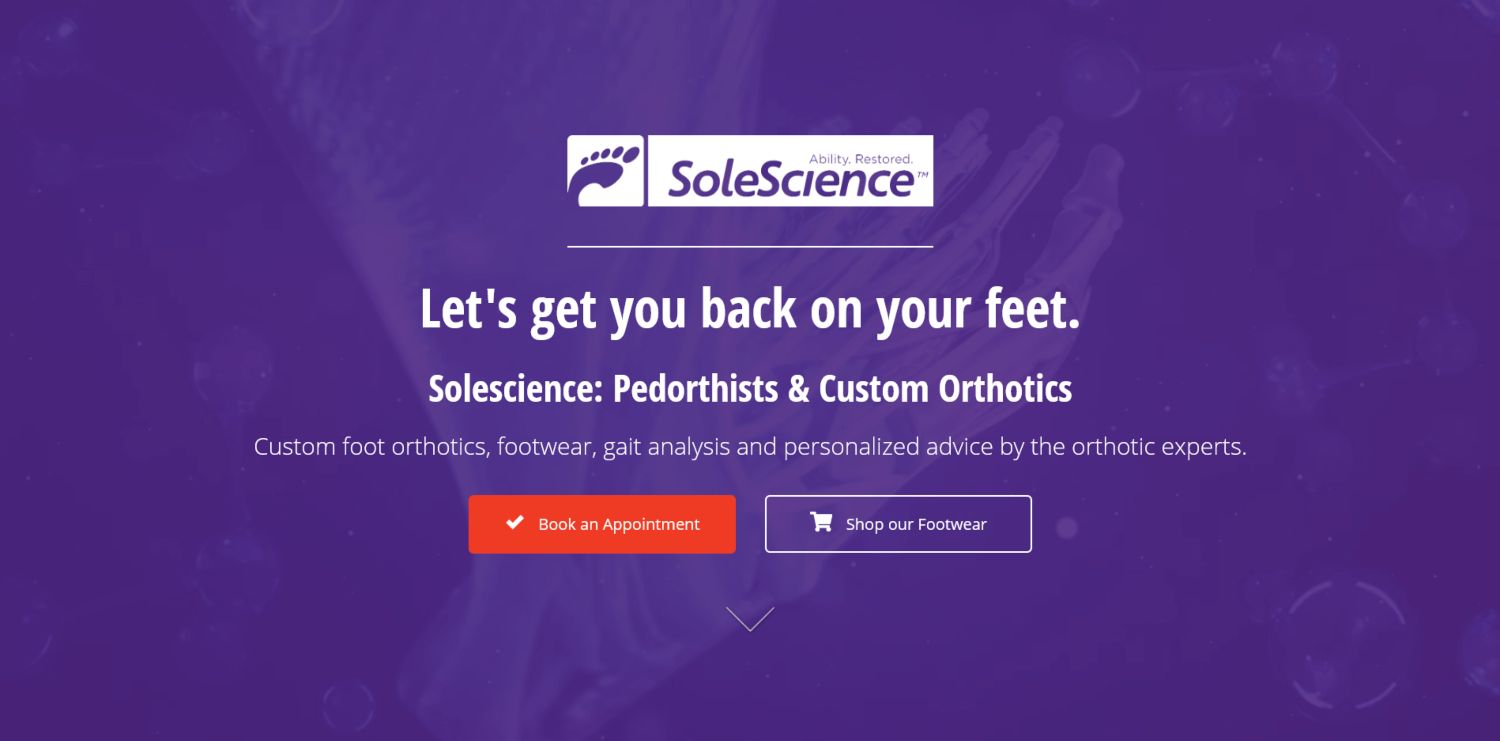 Ability. Restored.
SoleScience™
Let's get you back on your feet.
Solescience: Pedorthists & Custom Orthotics
Custom foot orthotics, footwear, gait analysis and personalized advice by the orthotic experts.
Book an Appointment
Shop our Footwear